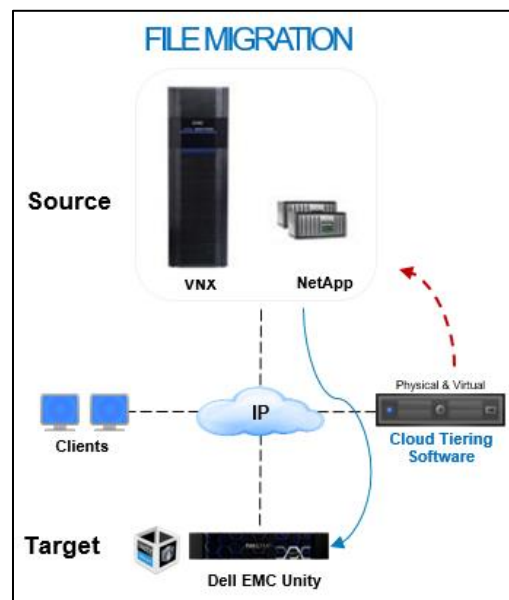 FILE MIGRATION
Source
VNX
NetApp
Physical & Virtual
IP
Clients
Cloud Tiering
Software
Target
Dell EMC Unity